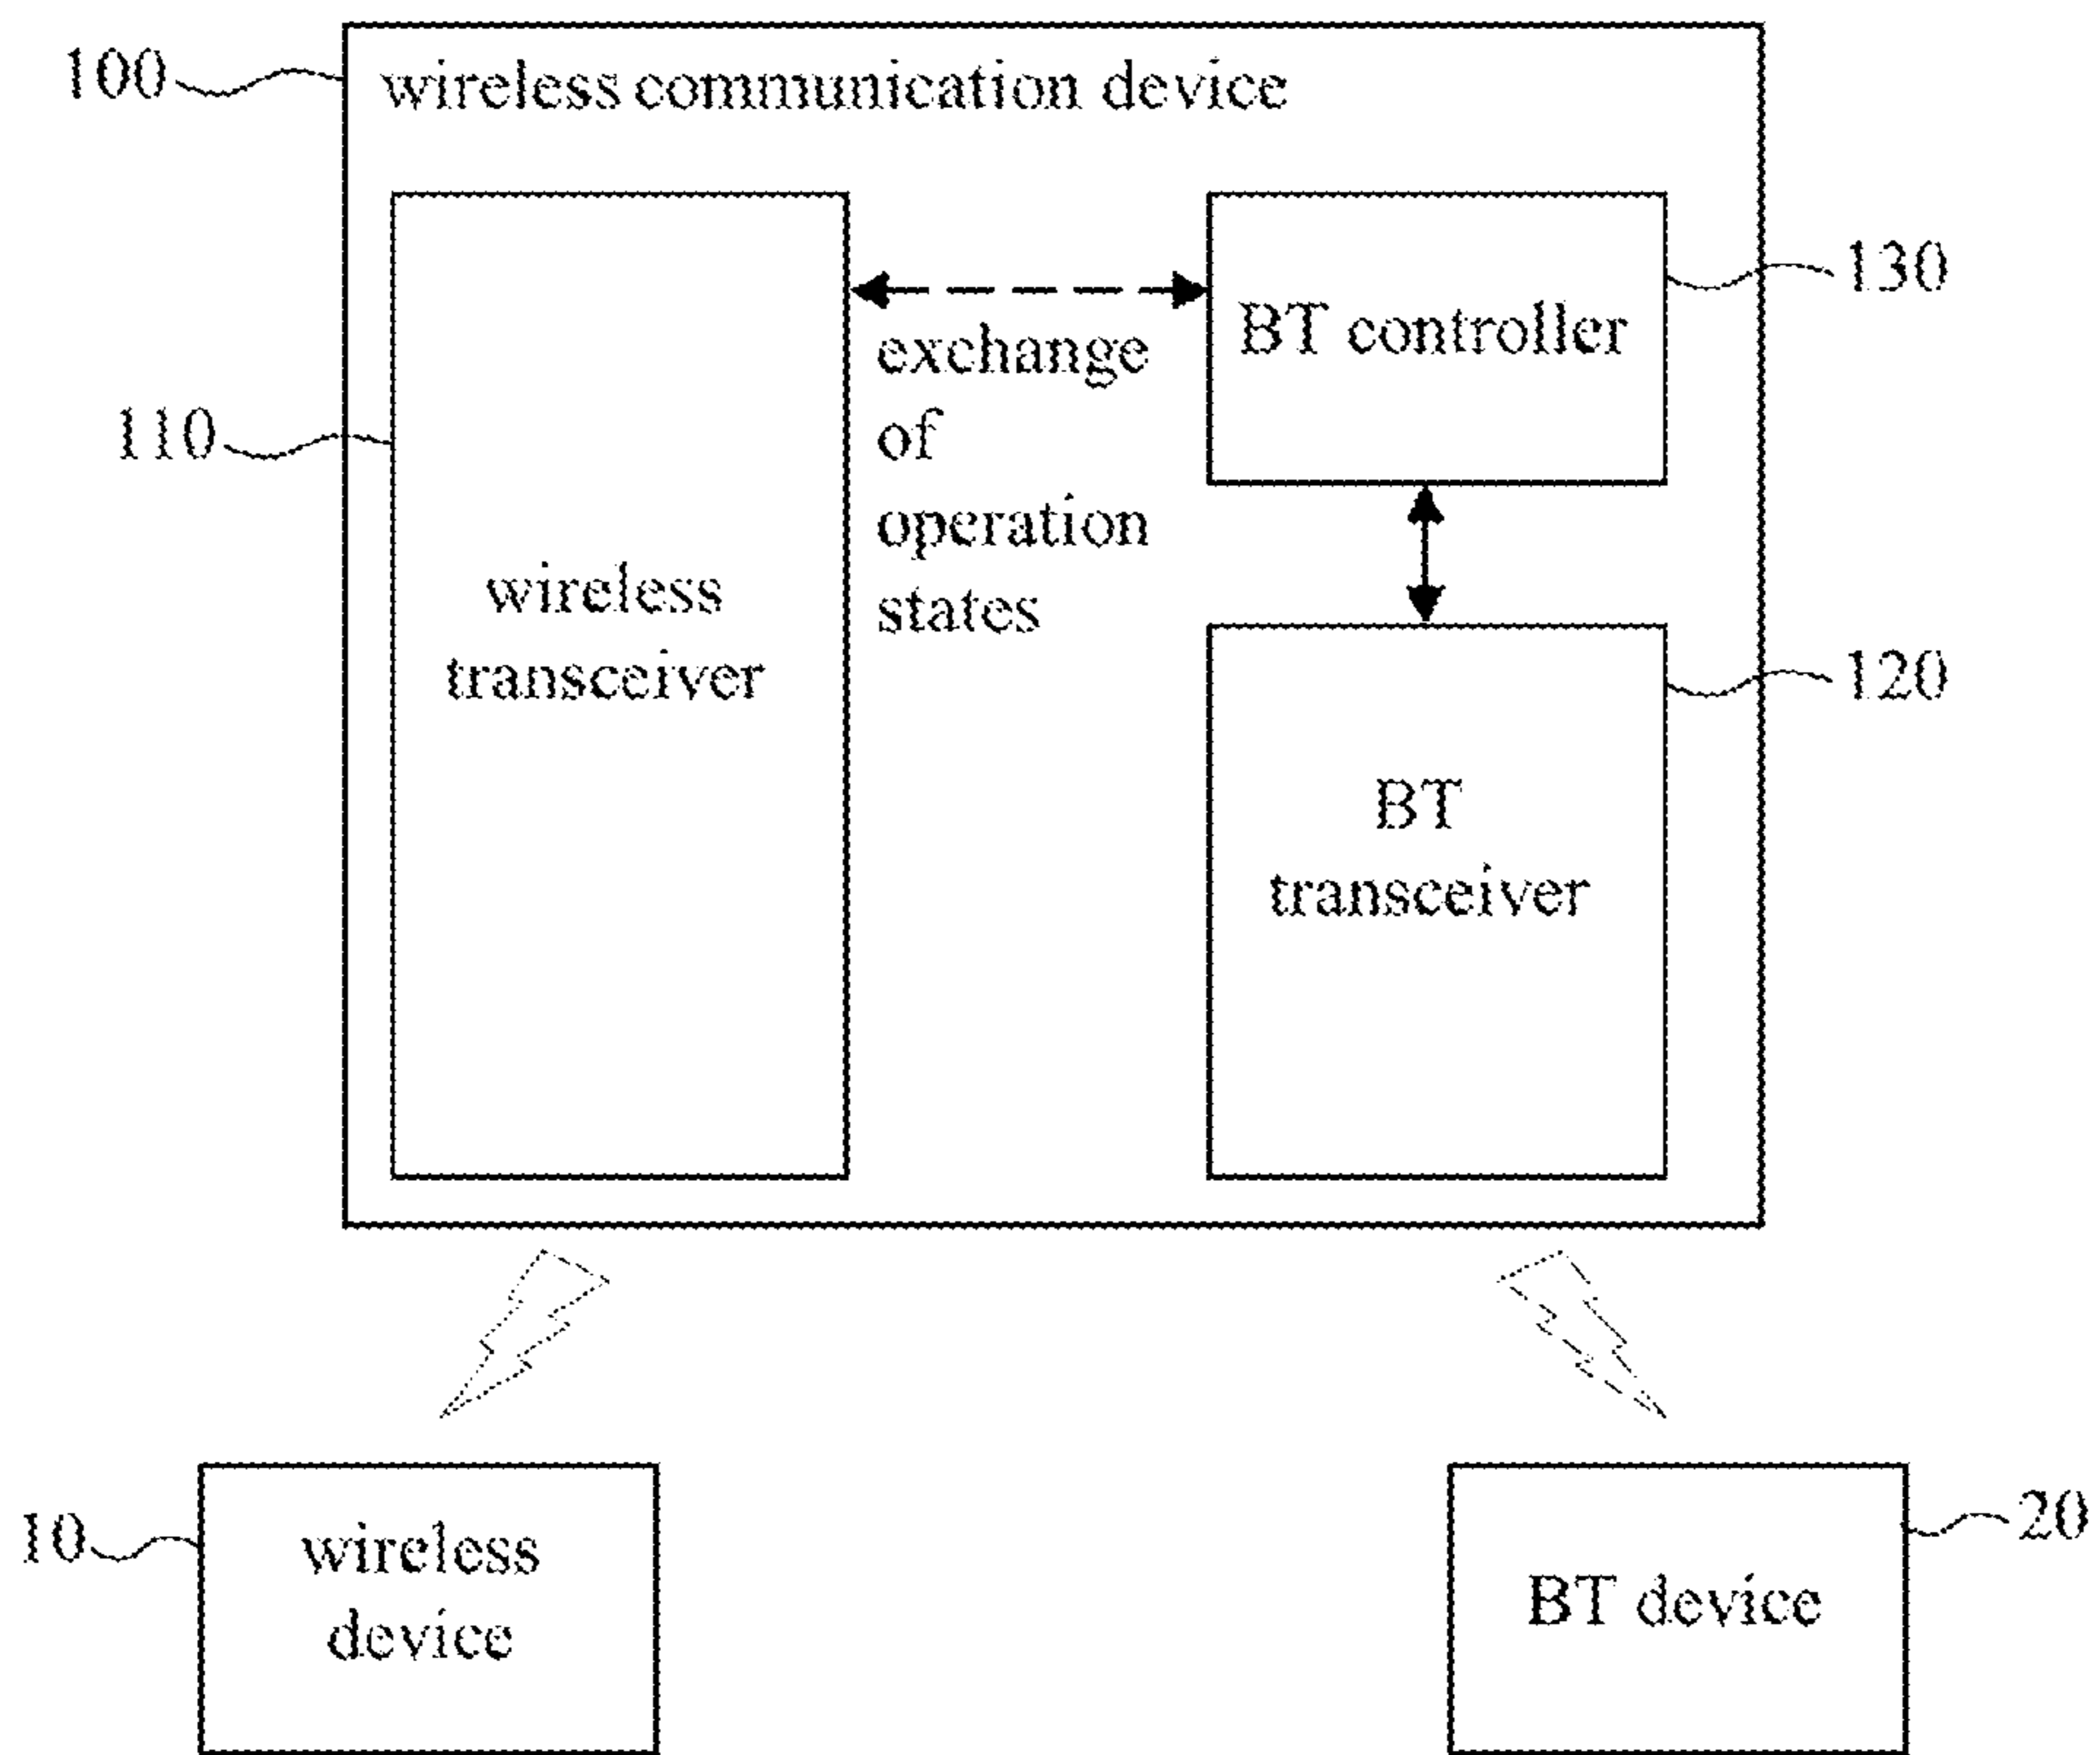 100
wireless communication device
130
BT controller
exchange
of
operation
states
110
wireless
transceiver
120
BT
transceiver
10
wireless
device
20
BT device